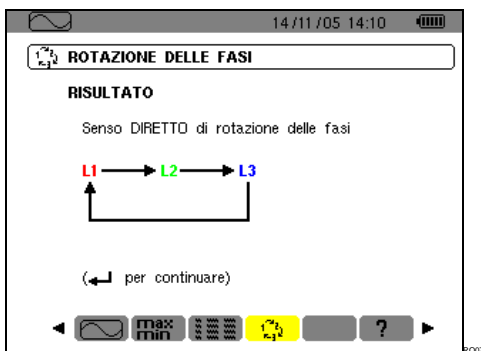 14/11/05 14:10
ROTAZIONE DELLE FASI
RISULTATO
Senso DIRETTO di rotazione delle fasi
L1 L2 L3
(↵ per continuare)
max
min
?